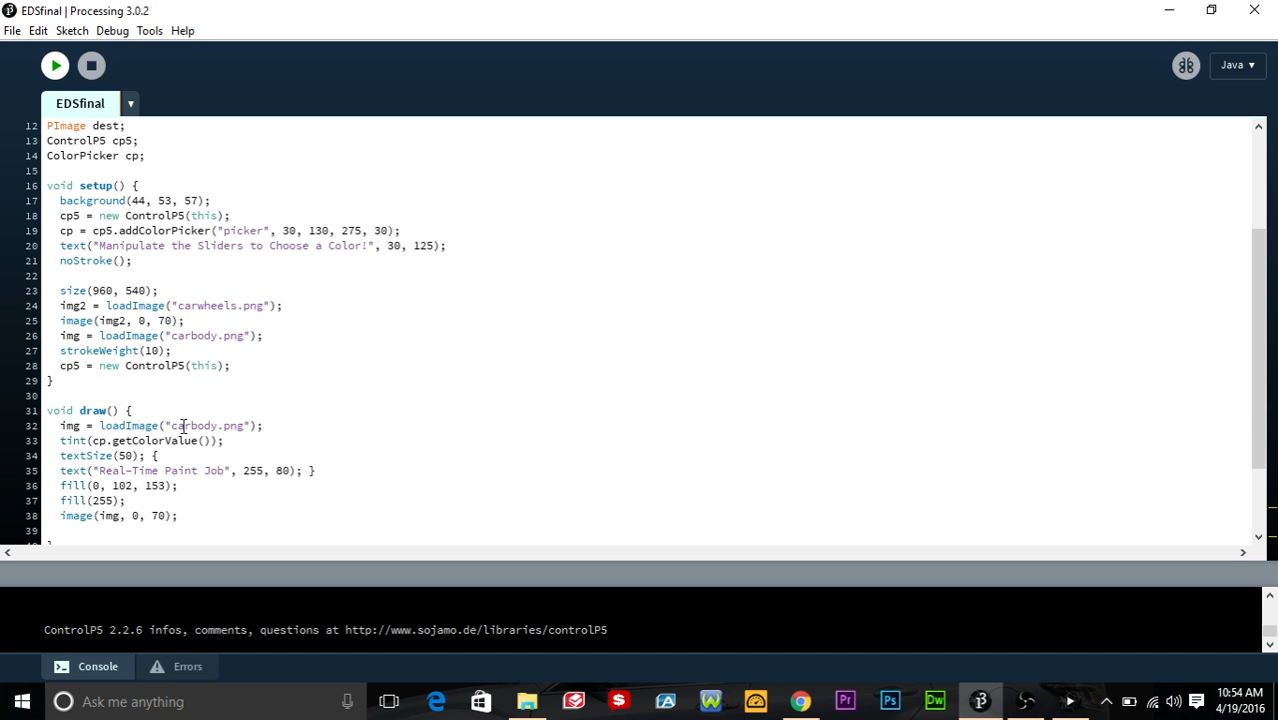 EDSfinal | Processing 3.0.2
File Edit Sketch Debug Tools Help
Java ▾
EDSfinal ▾
12 PImage dest;
13 ControlP5 cp5;
14 ColorPicker cp;
15
16 void setup() {
17 background(44, 53, 57);
18 cp5 = new ControlP5(this);
19 cp = cp5.addColorPicker("picker", 30, 130, 275, 30);
20 text("Manipulate the Sliders to Choose a Color!", 30, 125);
21 noStroke();
22
23 size(960, 540);
24 img2 = loadImage("carwheels.png");
25 image(img2, 0, 70);
26 img = loadImage("carbody.png");
27 strokeWeight(10);
28 cp5 = new ControlP5(this);
29 }
30
31 void draw() {
32 img = loadImage("carbody.png");
33 tint(cp.getColorValue());
34 textSize(50); {
35 text("Real-Time Paint Job", 255, 80); }
36 fill(0, 102, 153);
37 fill(255);
38 image(img, 0, 70);
39
ControlP5 2.2.6 infos, comments, questions at http://www.sojamo.de/libraries/controlP5
Console Errors
Ask me anything
Pr Ps Dw
10:54 AM
4/19/2016